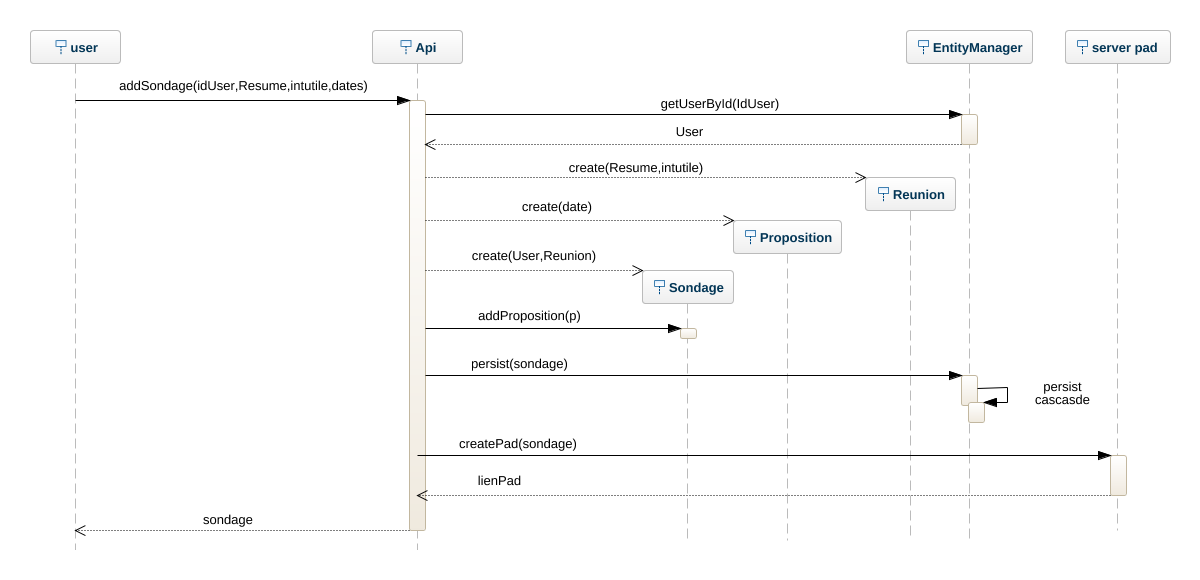 user
Api
EntityManager
server pad
addSondage(idUser,Resume,intutile,dates)
getUserById(IdUser)
User
create(Resume,intutile)
Reunion
create(date)
Proposition
create(User,Reunion)
Sondage
addProposition(p)
persist(sondage)
persist
cascasde
createPad(sondage)
lienPad
sondage